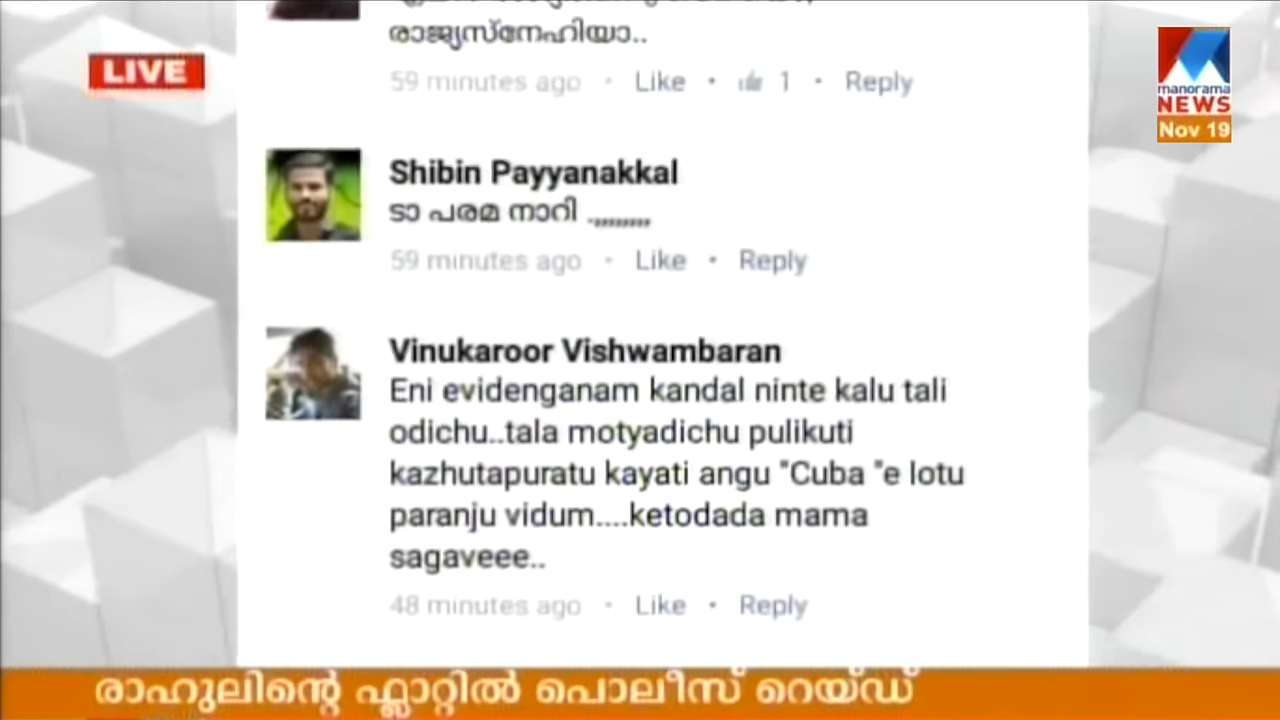 രാജ്യസ്നേഹിയാ..
59 minutes ago · Like · 1 · Reply
LIVE
manorama
NEWS
Nov 19
Shibin Payyanakkal
ടാ പരമ നാറി .,,,,,,,,,
59 minutes ago · Like · Reply
Vinukaroor Vishwambaran
Eni evidenganam kandal ninte kalu tali
odichu..tala motyadichu pulikuti
kazhutapuratu kayati angu "Cuba "e lotu
paranju vidum....ketodada mama
sagaveee..
48 minutes ago · Like · Reply
രാഹുലിന്റെ ഫ്ലാറ്റിൽ പൊലീസ് റെയ്ഡ്